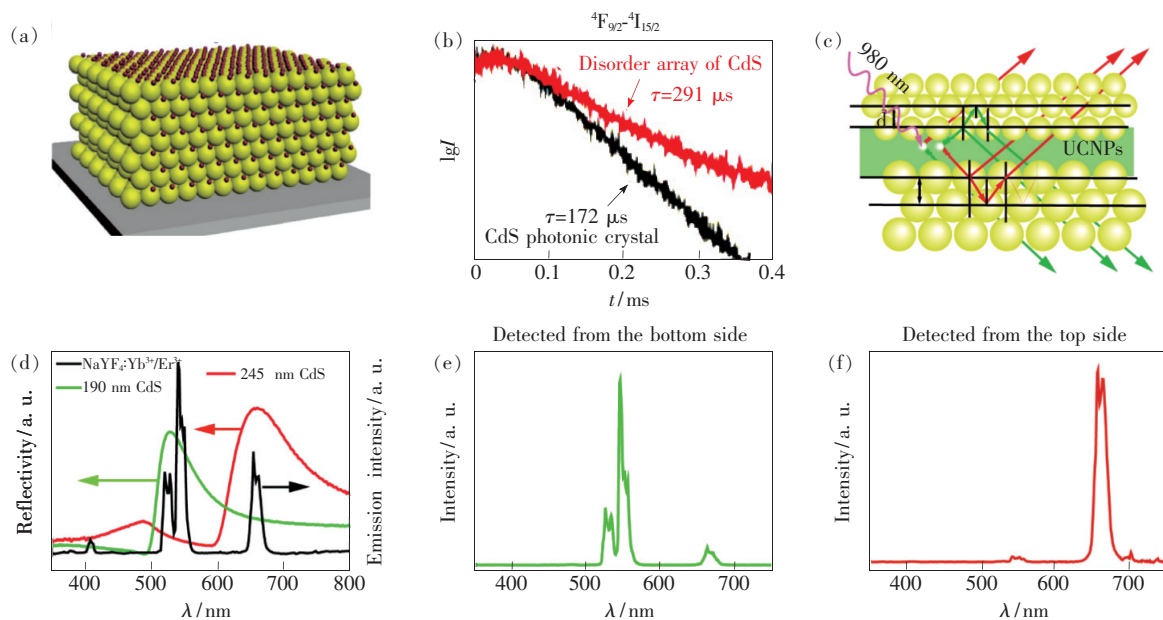 (a)
(b)
⁴F9/2-⁴I15/2
Disorder array of CdS
τ=291 μs
τ=172 μs
CdS photonic crystal
lgI
0 0.1 0.2 0.3 0.4
t/ms
(c)
980 nm
d
UCNPs
(d)
NaYF₄:Yb³⁺/Er³⁺
190 nm CdS
245 nm CdS
Reflectivity/a. u.
Emission intensity/a. u.
400 500 600 700 800
λ/nm
Detected from the bottom side
(e)
Intensity/a. u.
400 500 600 700
λ/nm
Detected from the top side
(f)
Intensity/a. u.
400 500 600 700
λ/nm